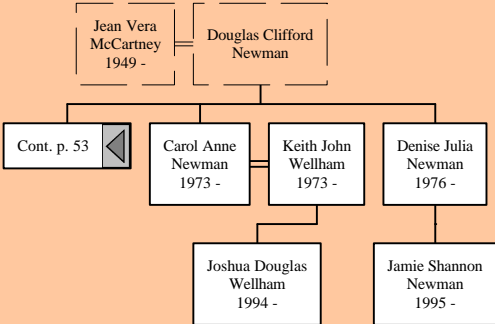 Jean Vera
McCartney
1949 -
Douglas Clifford
Newman
Cont. p. 53
Carol Anne
Newman
1973 -
Keith John
Wellham
1973 -
Denise Julia
Newman
1976 -
Joshua Douglas
Wellham
1994 -
Jamie Shannon
Newman
1995 -